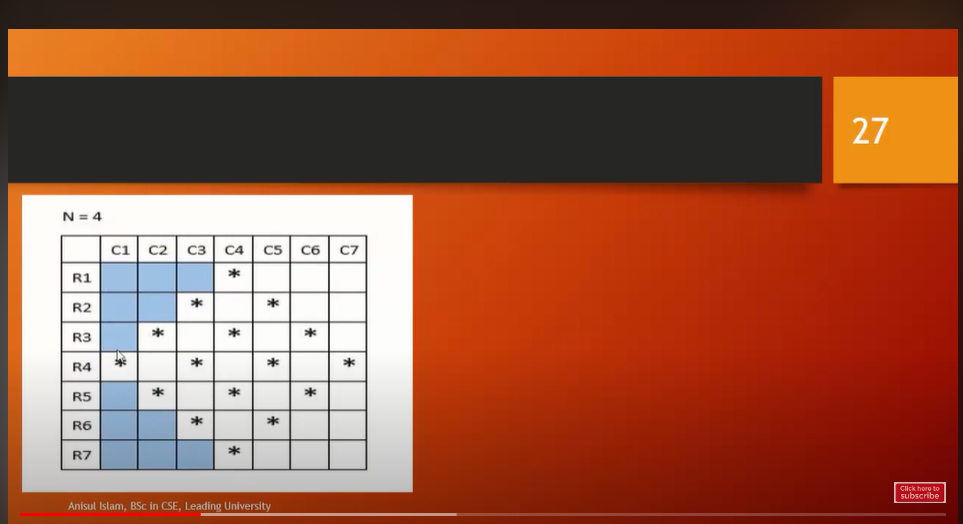 27
N = 4
C1 C2 C3 C4 C5 C6 C7
R1 *
R2 * *
R3 * * *
R4 * * * *
R5 * * *
R6 * *
R7 *
Anisul Islam, BSc in CSE, Leading University
Click here to
subscribe